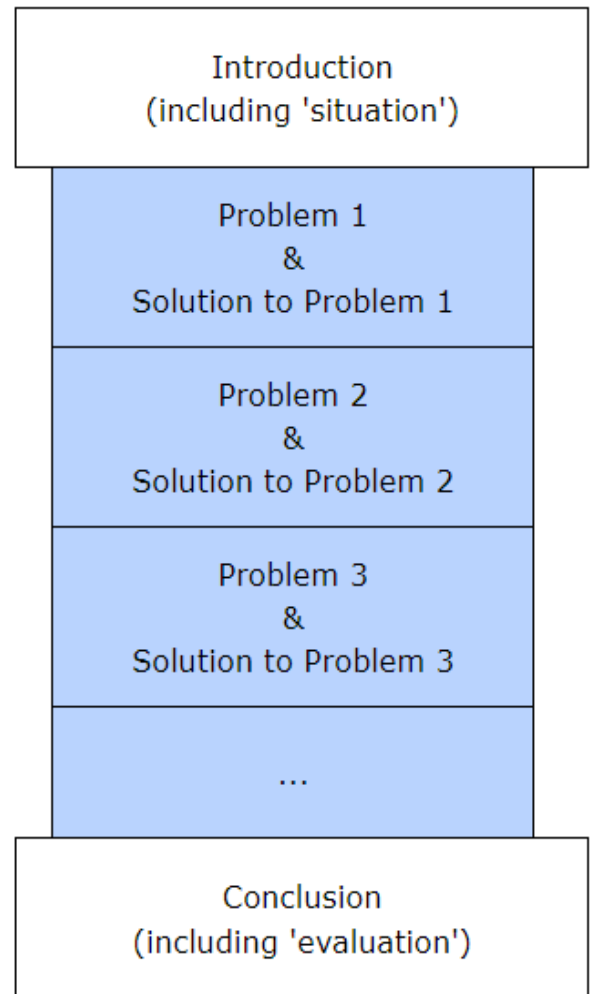 Introduction
(including 'situation')
Problem 1
&
Solution to Problem 1
Problem 2
&
Solution to Problem 2
Problem 3
&
Solution to Problem 3
...
Conclusion
(including 'evaluation')